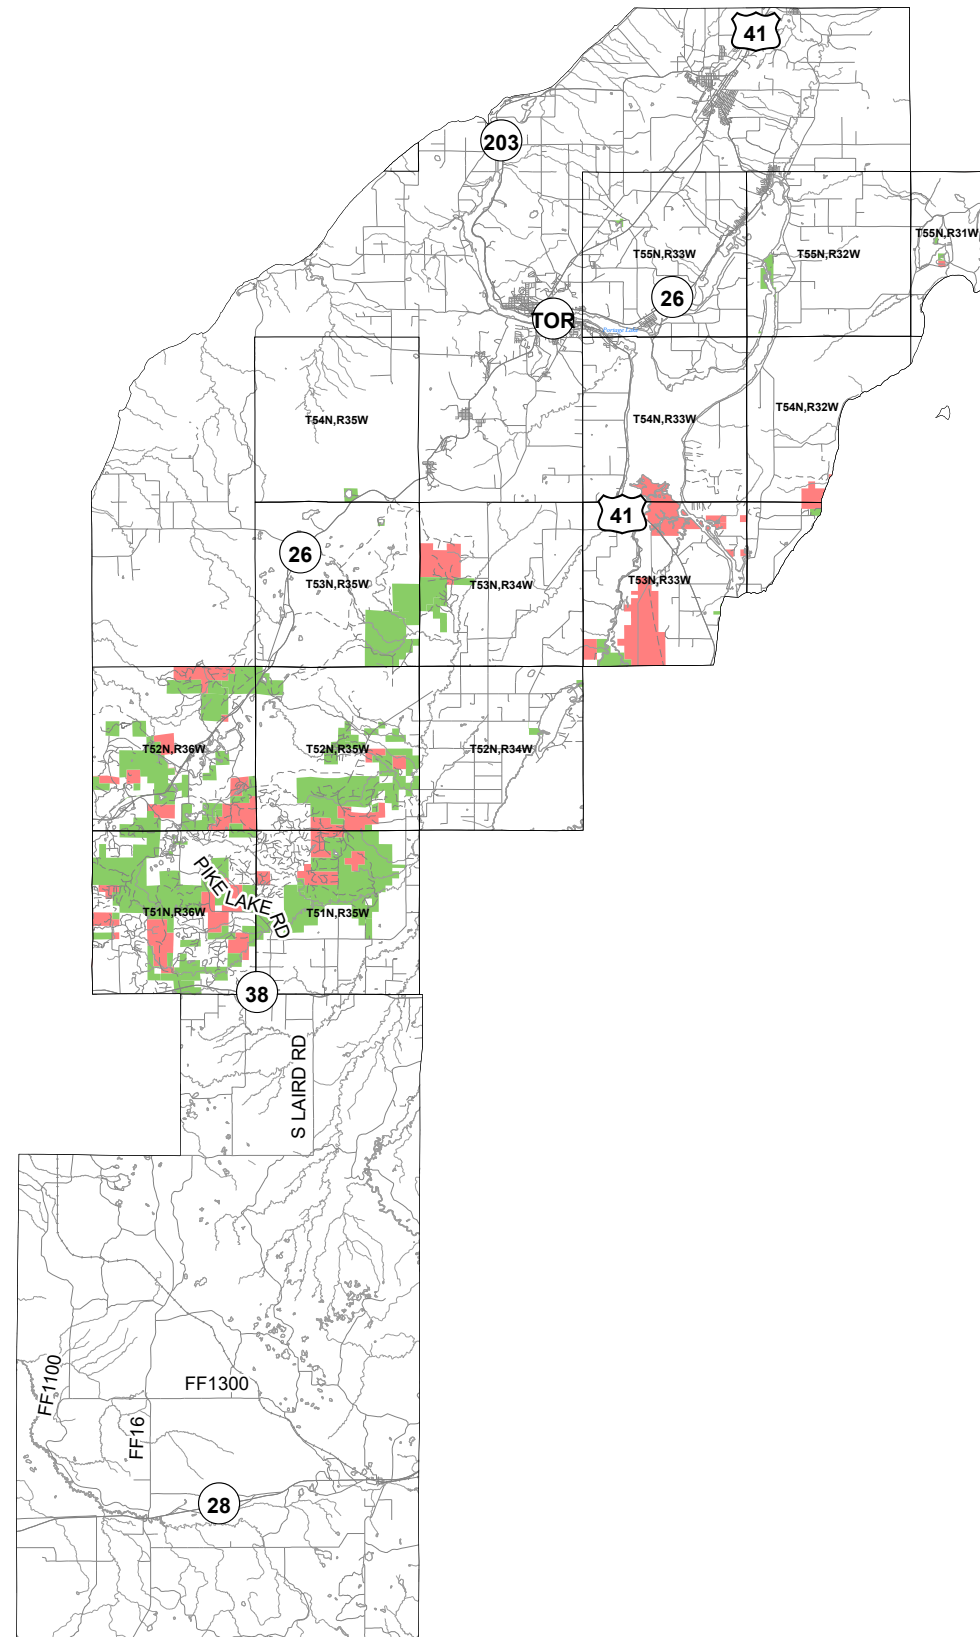 41
203
T55N,R31W
T55N,R33W
T55N,R32W
26
TOR
Portage Lake
T54N,R35W
T54N,R33W
T54N,R32W
41
26
T53N,R35W
T53N,R34W
T53N,R33W
T52N,R36W
T52N,R35W
T52N,R34W
PIKE LAKE RD
T51N,R36W
T51N,R35W
38
S LAIRD RD
FF1100
FF1300
FF16
28